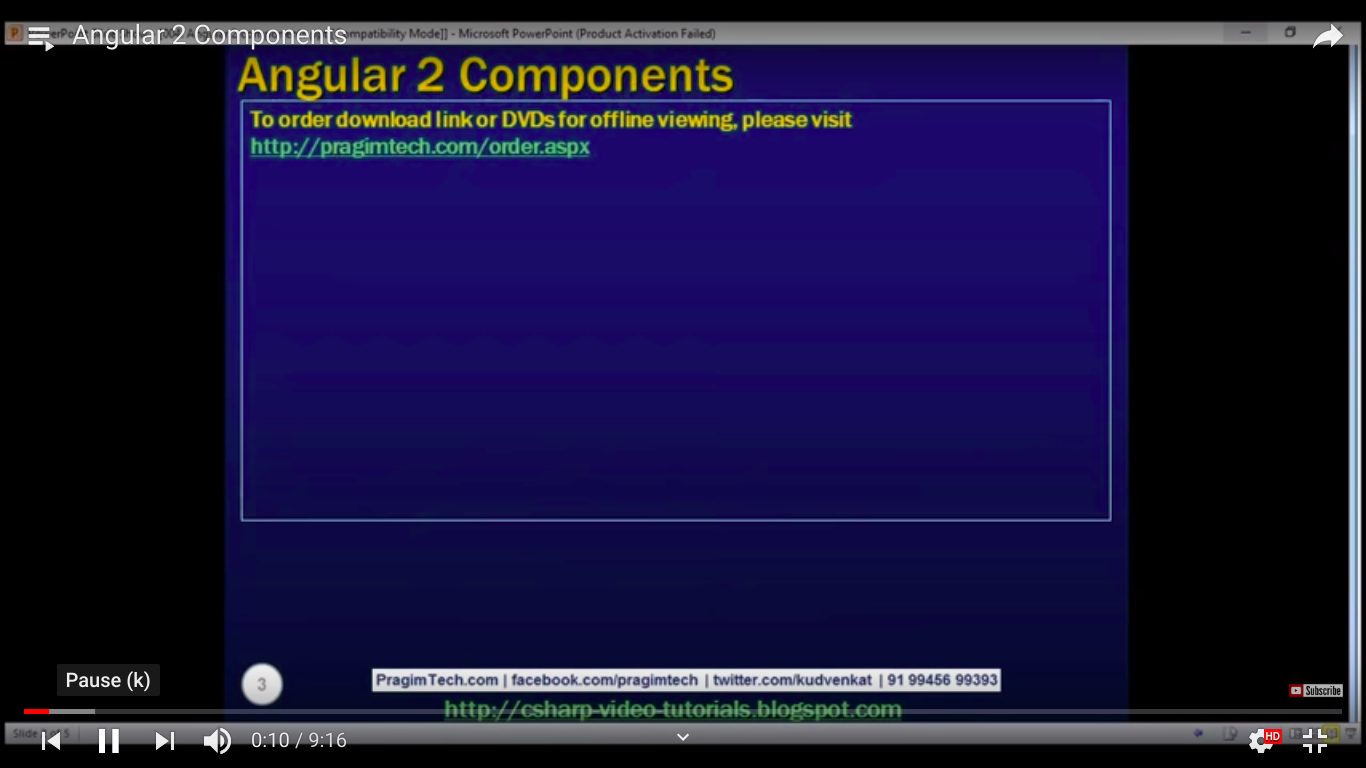 Angular 2 Components
mpatibility Mode]] - Microsoft PowerPoint (Product Activation Failed)
Angular 2 Components
To order download link or DVDs for offline viewing, please visit
http://pragimtech.com/order.aspx
Pause (k)
3
PragimTech.com | facebook.com/pragimtech | twitter.com/kudvenkat | 91 99456 99393
Subscribe
http://csharp-video-tutorials.blogspot.com
Slide
0:10 / 9:16
HD